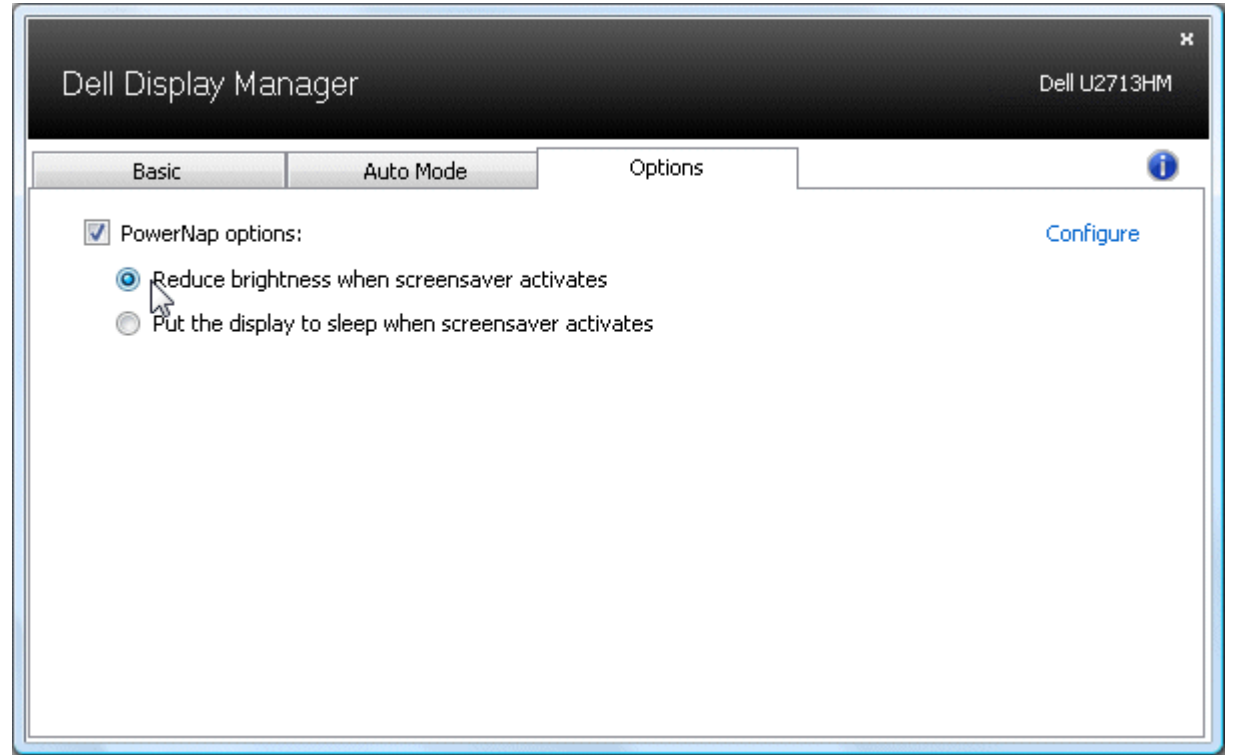 Dell Display Manager
Dell U2713HM
Basic
Auto Mode
Options
PowerNap options:
Configure
Reduce brightness when screensaver activates
Put the display to sleep when screensaver activates